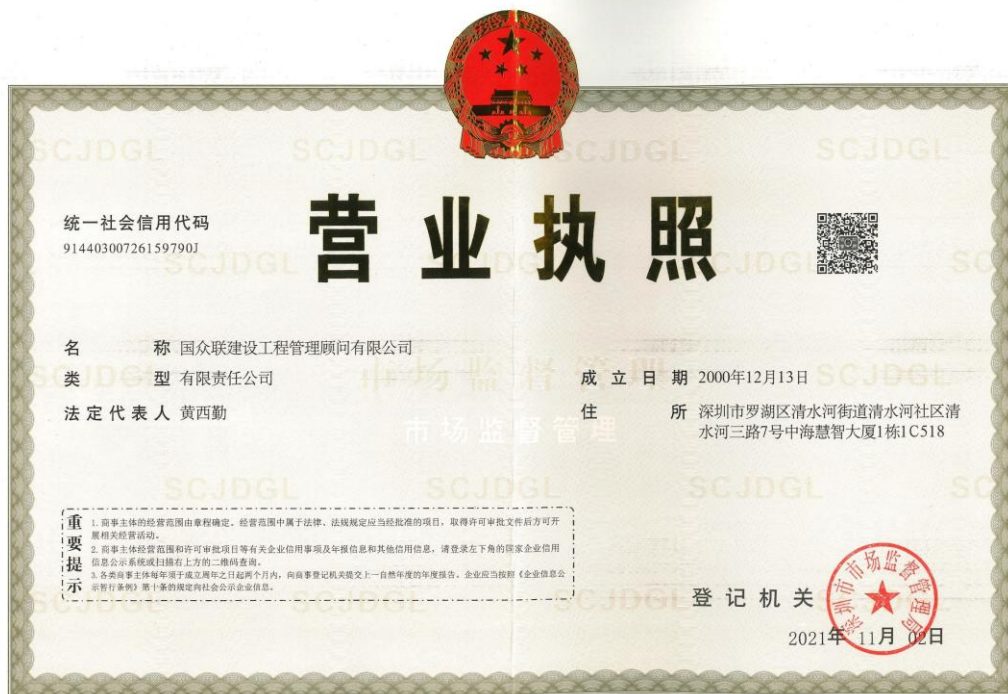 统一社会信用代码
91440300726159790J
营业执照
名 称 国众联建设工程管理顾问有限公司
类 型 有限责任公司
法定代表人 黄西勤
成立日期 2000年12月13日
住 所 深圳市罗湖区清水河街道清水河社区清
水河三路7号中海慧智大厦1栋1C518
重要提示
1.商事主体的经营范围由章程确定。经营范围中属于法律、法规规定应当经批准的项目，取得许可审批文件后方可开
展相关经营活动。
2.商事主体经营范围和许可审批项目等有关企业信用事项及年报信息和其他信用信息，请登录左下角的国家企业信用
信息公示系统或扫描右上方的二维码查询。
3.各类商事主体每年须于成立周年之日起两个月内，向商事登记机关提交上一自然年度的年度报告。企业应当按照《企业信息公
示暂行条例》第十条的规定向社会公示企业信息。
登记机关
深圳市市场监督管理局
2021年 11月 02日
SCJDGL
市场监督管理